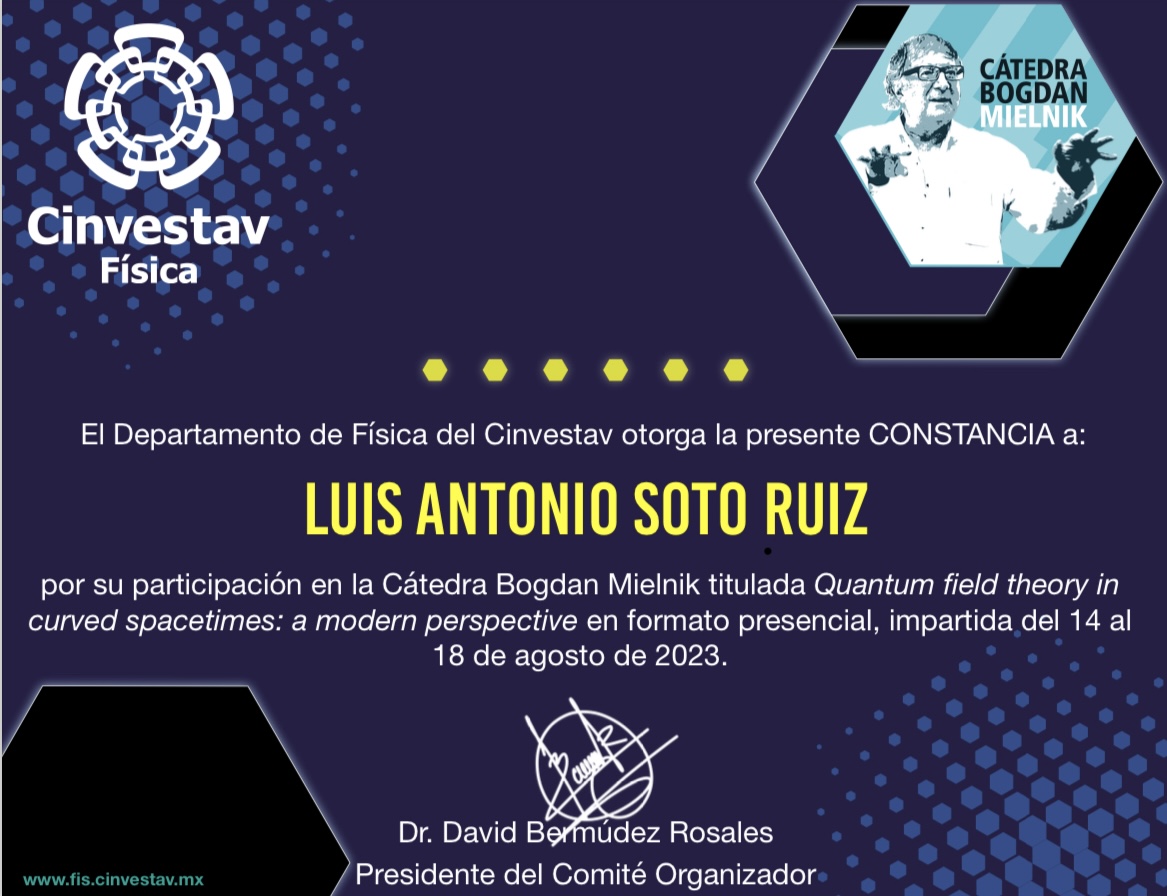 Cinvestav
Física
CÁTEDRA
BOGDAN
MIELNIK
El Departamento de Física del Cinvestav otorga la presente CONSTANCIA a:
LUIS ANTONIO SOTO RUIZ
por su participación en la Cátedra Bogdan Mielnik titulada Quantum field theory in
curved spacetimes: a modern perspective en formato presencial, impartida del 14 al
18 de agosto de 2023.
Dr. David Bermúdez Rosales
Presidente del Comité Organizador
www.fis.cinvestav.mx